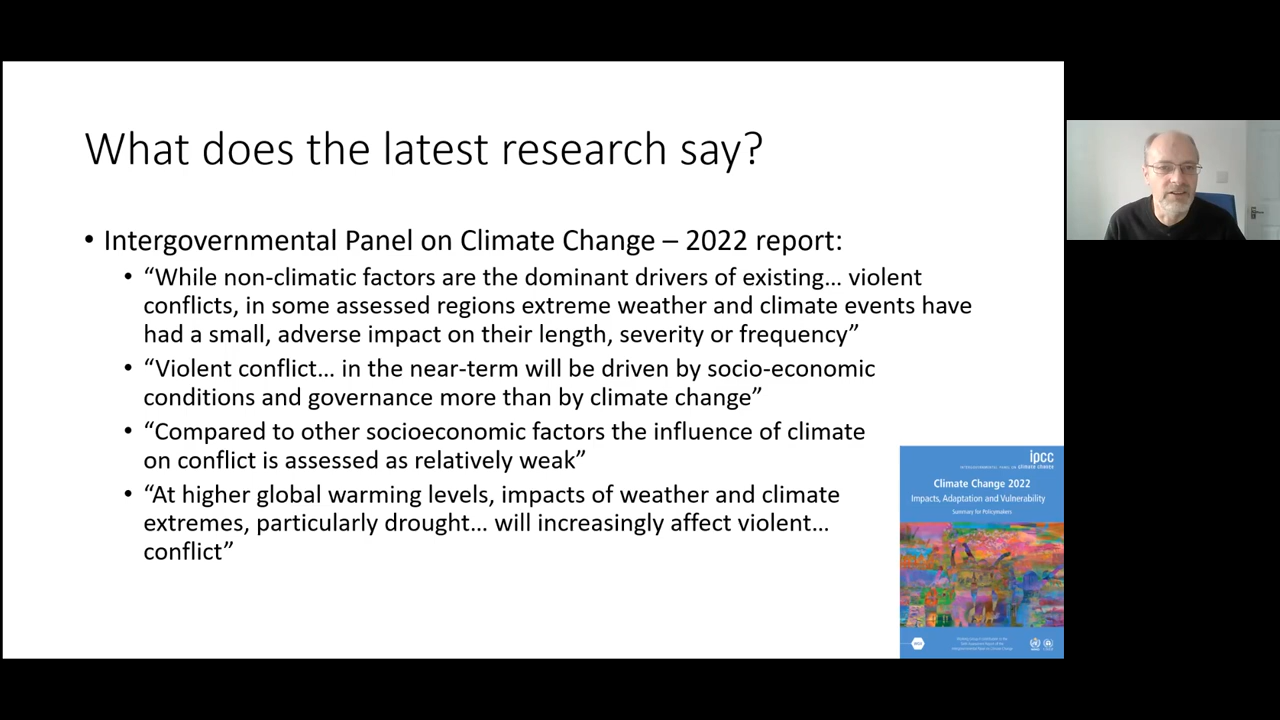 What does the latest research say?
• Intergovernmental Panel on Climate Change – 2022 report:
• “While non-climatic factors are the dominant drivers of existing… violent
conflicts, in some assessed regions extreme weather and climate events have
had a small, adverse impact on their length, severity or frequency”
• “Violent conflict… in the near-term will be driven by socio-economic
conditions and governance more than by climate change”
• “Compared to other socioeconomic factors the influence of climate
on conflict is assessed as relatively weak”
• “At higher global warming levels, impacts of weather and climate
extremes, particularly drought… will increasingly affect violent…
conflict”
ipcc
INTERGOVERNMENTAL PANEL ON climate change
Climate Change 2022
Impacts, Adaptation and Vulnerability
Summary for Policymakers